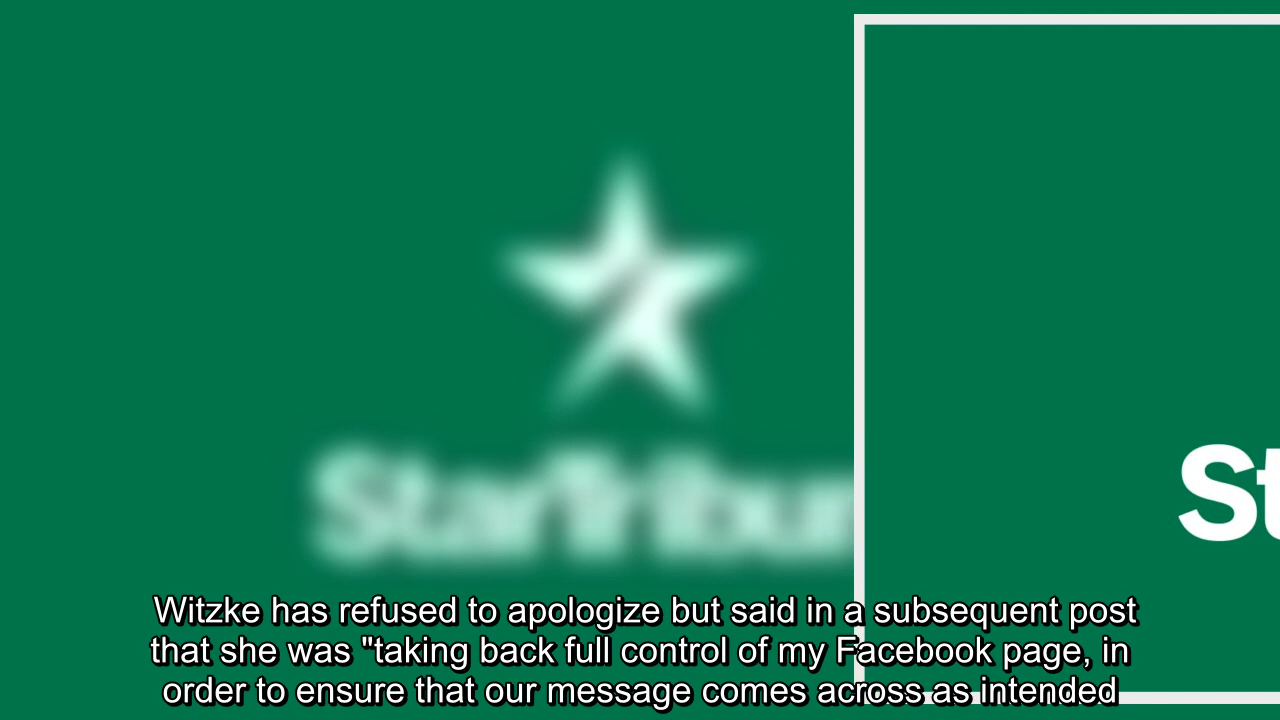 StarTribun
St
Witzke has refused to apologize but said in a subsequent post
that she was "taking back full control of my Facebook page, in
order to ensure that our message comes across as intended